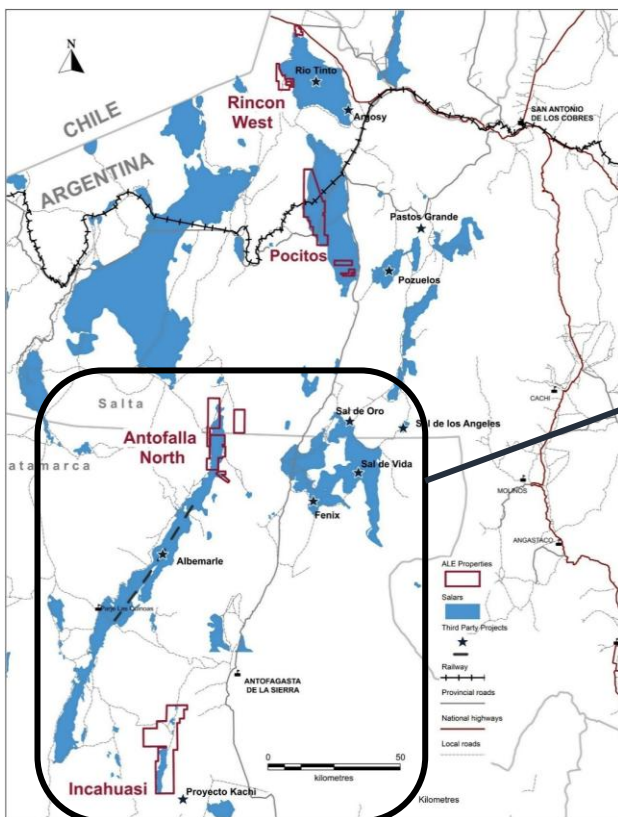 N
CHILE
ARGENTINA
Rio Tinto
Rincon
West
Argosy
SAN ANTONIO
DE LOS COBRES
Pastos Grande
Pocitos
Pozuelos
Salta
CACHI
Sal de Oro
Sal de los Angeles
Antofalla
North
atamarca
Sal de Vida
MOLINOS
Fenix
ANGASTACO
Albemarle
ALE Properties
Salars
Third Party Projects
Railway
ANTOFAGASTA
DE LA SIERRA
Provincial roads
National highways
Local roads
0 50
kilometres
Incahuasi
Proyecto Kachi
Kilometres